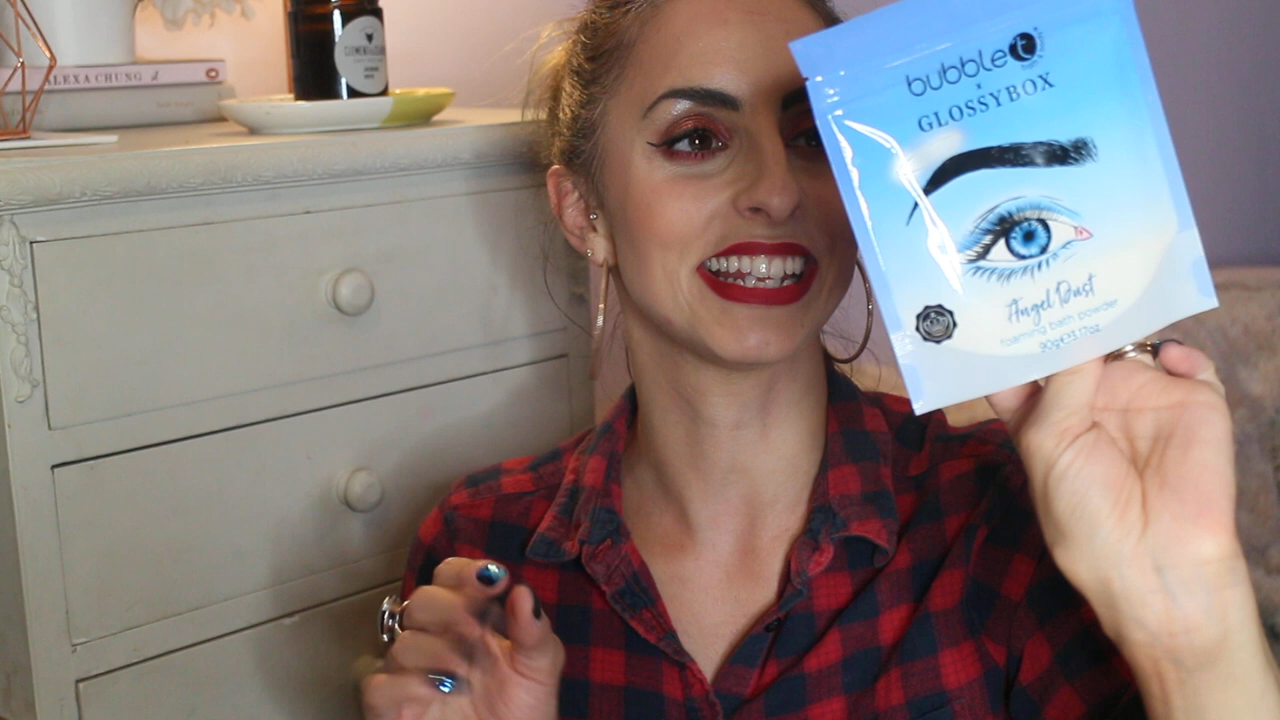 ALEXA CHUNG
bubble t
x
GLOSSYBOX
Angel Dust
foaming bath powder
90g℮3.17oz